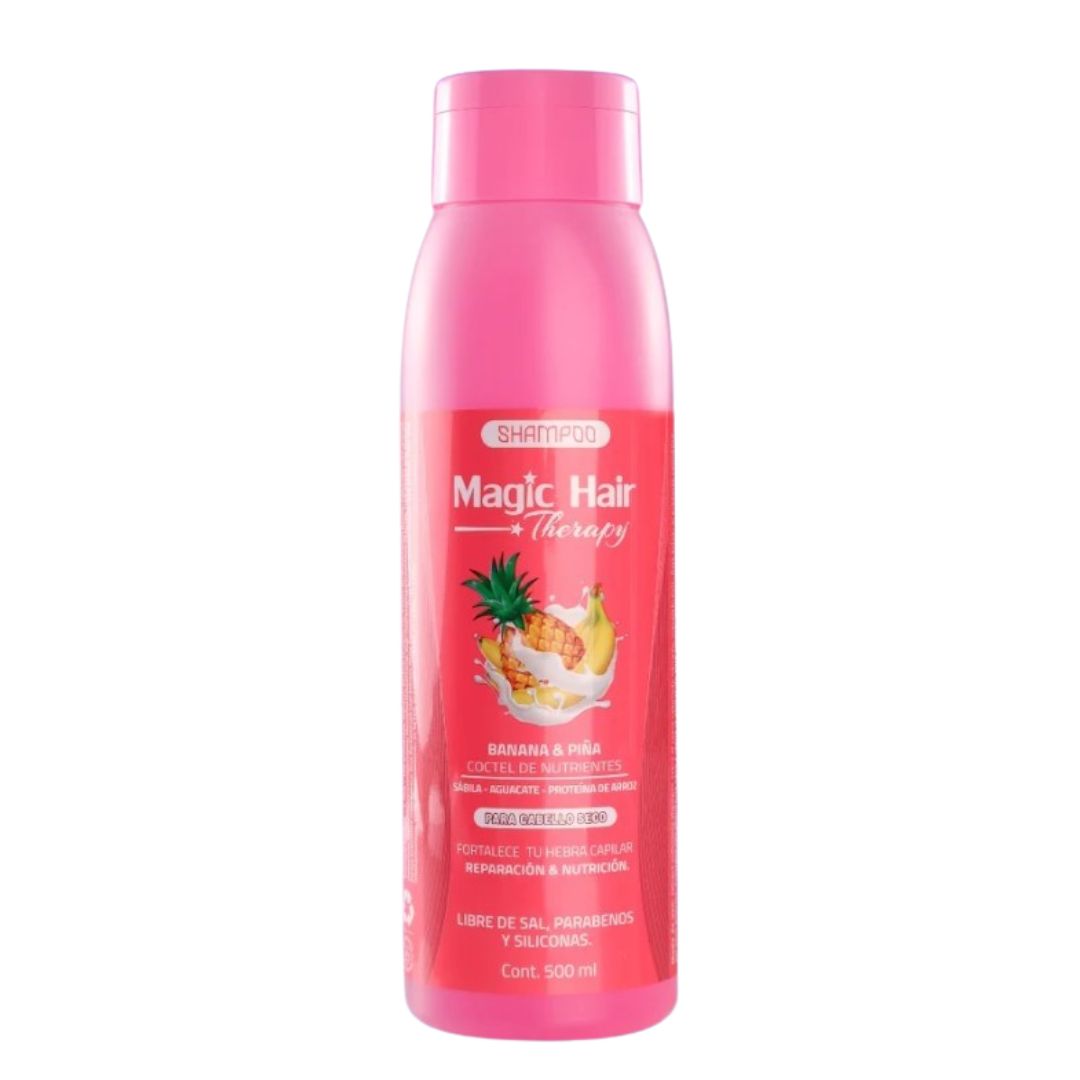 SHAMPOO
Magic Hair
Therapy
BANANA & PIÑA
COCTEL DE NUTRIENTES
SÁBILA - AGUACATE - PROTEÍNA DE ARROZ
PARA CABELLO SECO
FORTALECE TU HEBRA CAPILAR
REPARACIÓN & NUTRICIÓN.
LIBRE DE SAL, PARABENOS
Y SILICONAS.
Cont. 500 ml